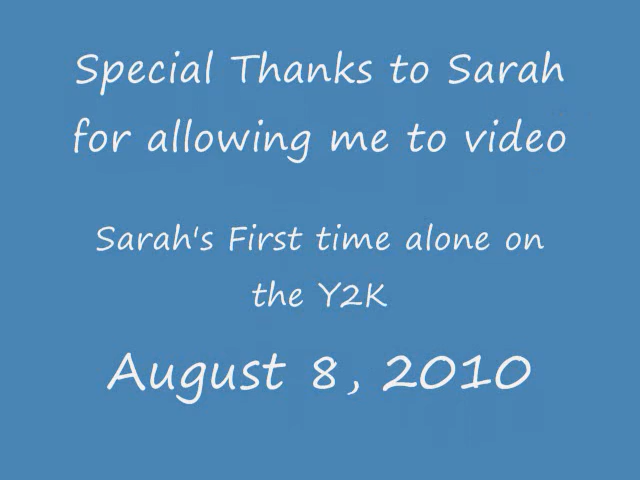 Special Thanks to Sarah
for allowing me to video
Sarah's First time alone on
the Y2K
August 8, 2010